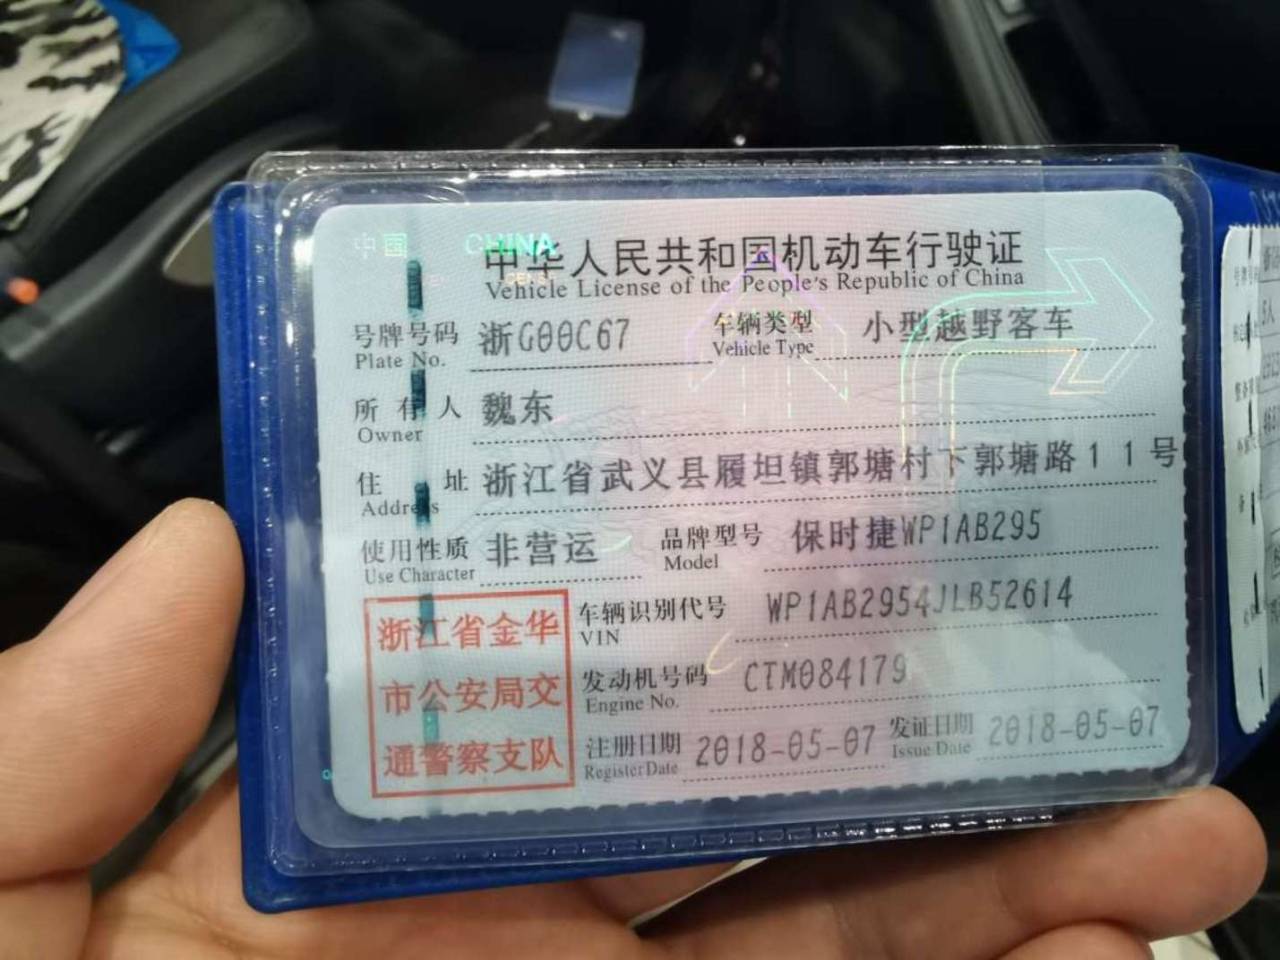 中国 CHINA
中华人民共和国机动车行驶证
Vehicle License of the People's Republic of China
号牌号码 浙G00C67 车辆类型 小型越野客车
Plate No. Vehicle Type
所有人 魏东
Owner
住址 浙江省武义县履坦镇郭塘村下郭塘路11号
Address
使用性质 非营运 品牌型号 保时捷WP1AB295
Use Character Model
浙江省金华
市公安局交
通警察支队
车辆识别代号 WP1AB2954JLB52614
VIN
发动机号码 CTM084179
Engine No.
注册日期 2018-05-07 发证日期 2018-05-07
Register Date Issue Date